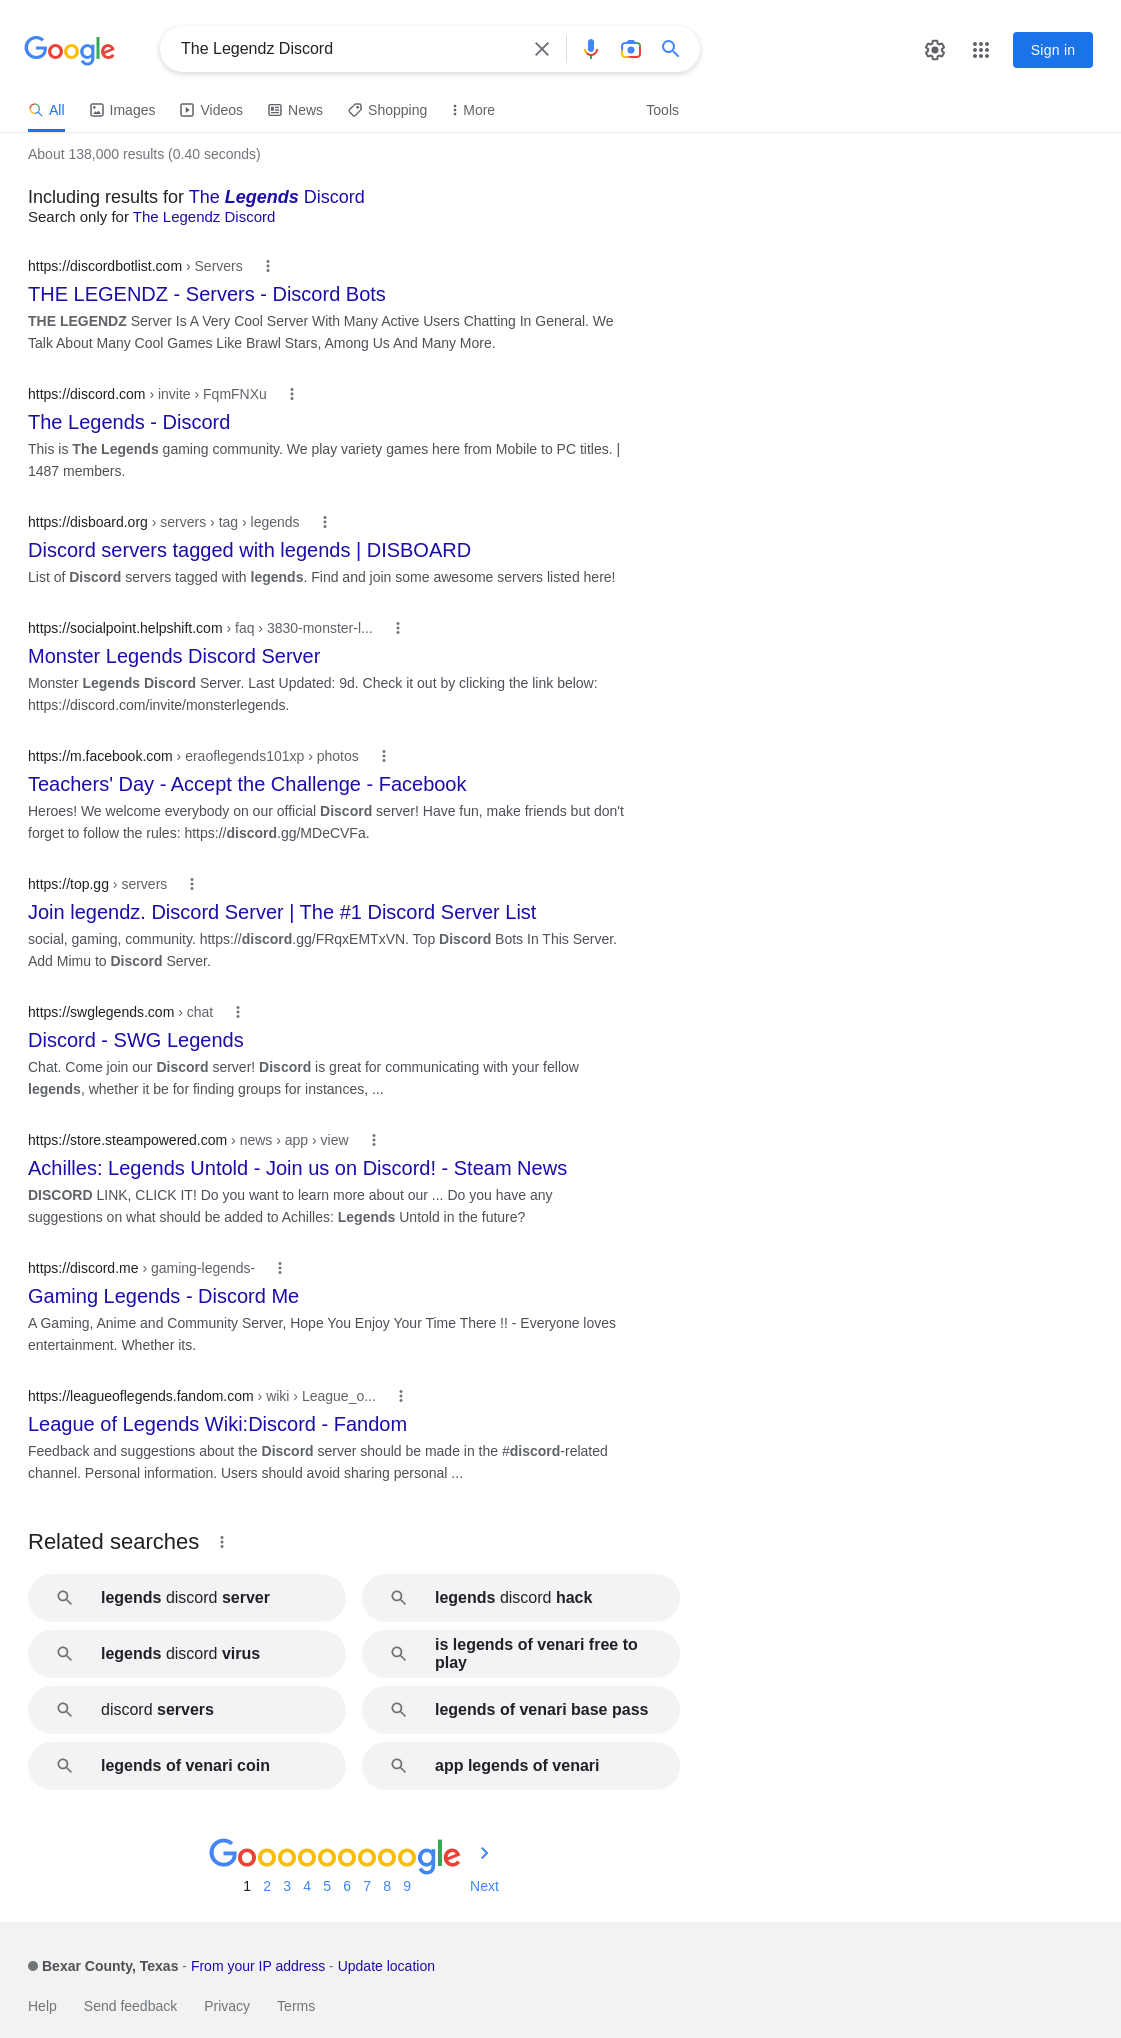 Google
The Legendz Discord
Sign in
All Images Videos News Shopping More Tools
About 138,000 results (0.40 seconds)
Including results for The Legends Discord
Search only for The Legendz Discord
https://discordbotlist.com › Servers
THE LEGENDZ - Servers - Discord Bots
THE LEGENDZ Server Is A Very Cool Server With Many Active Users Chatting In General. We
Talk About Many Cool Games Like Brawl Stars, Among Us And Many More.
https://discord.com › invite › FqmFNXu
The Legends - Discord
This is The Legends gaming community. We play variety games here from Mobile to PC titles. |
1487 members.
https://disboard.org › servers › tag › legends
Discord servers tagged with legends | DISBOARD
List of Discord servers tagged with legends. Find and join some awesome servers listed here!
https://socialpoint.helpshift.com › faq › 3830-monster-l...
Monster Legends Discord Server
Monster Legends Discord Server. Last Updated: 9d. Check it out by clicking the link below:
https://discord.com/invite/monsterlegends.
https://m.facebook.com › eraoflegends101xp › photos
Teachers' Day - Accept the Challenge - Facebook
Heroes! We welcome everybody on our official Discord server! Have fun, make friends but don't
forget to follow the rules: https://discord.gg/MDeCVFa.
https://top.gg › servers
Join legendz. Discord Server | The #1 Discord Server List
social, gaming, community. https://discord.gg/FRqxEMTxVN. Top Discord Bots In This Server.
Add Mimu to Discord Server.
https://swglegends.com › chat
Discord - SWG Legends
Chat. Come join our Discord server! Discord is great for communicating with your fellow
legends, whether it be for finding groups for instances, ...
https://store.steampowered.com › news › app › view
Achilles: Legends Untold - Join us on Discord! - Steam News
DISCORD LINK, CLICK IT! Do you want to learn more about our ... Do you have any
suggestions on what should be added to Achilles: Legends Untold in the future?
https://discord.me › gaming-legends-
Gaming Legends - Discord Me
A Gaming, Anime and Community Server, Hope You Enjoy Your Time There !! - Everyone loves
entertainment. Whether its.
https://leagueoflegends.fandom.com › wiki › League_o...
League of Legends Wiki:Discord - Fandom
Feedback and suggestions about the Discord server should be made in the #discord-related
channel. Personal information. Users should avoid sharing personal ...
Related searches
legends discord server
legends discord hack
legends discord virus
is legends of venari free to
play
discord servers
legends of venari base pass
legends of venari coin
app legends of venari
Goooooooooogle
1 2 3 4 5 6 7 8 9 Next
Bexar County, Texas - From your IP address - Update location
Help Send feedback Privacy Terms